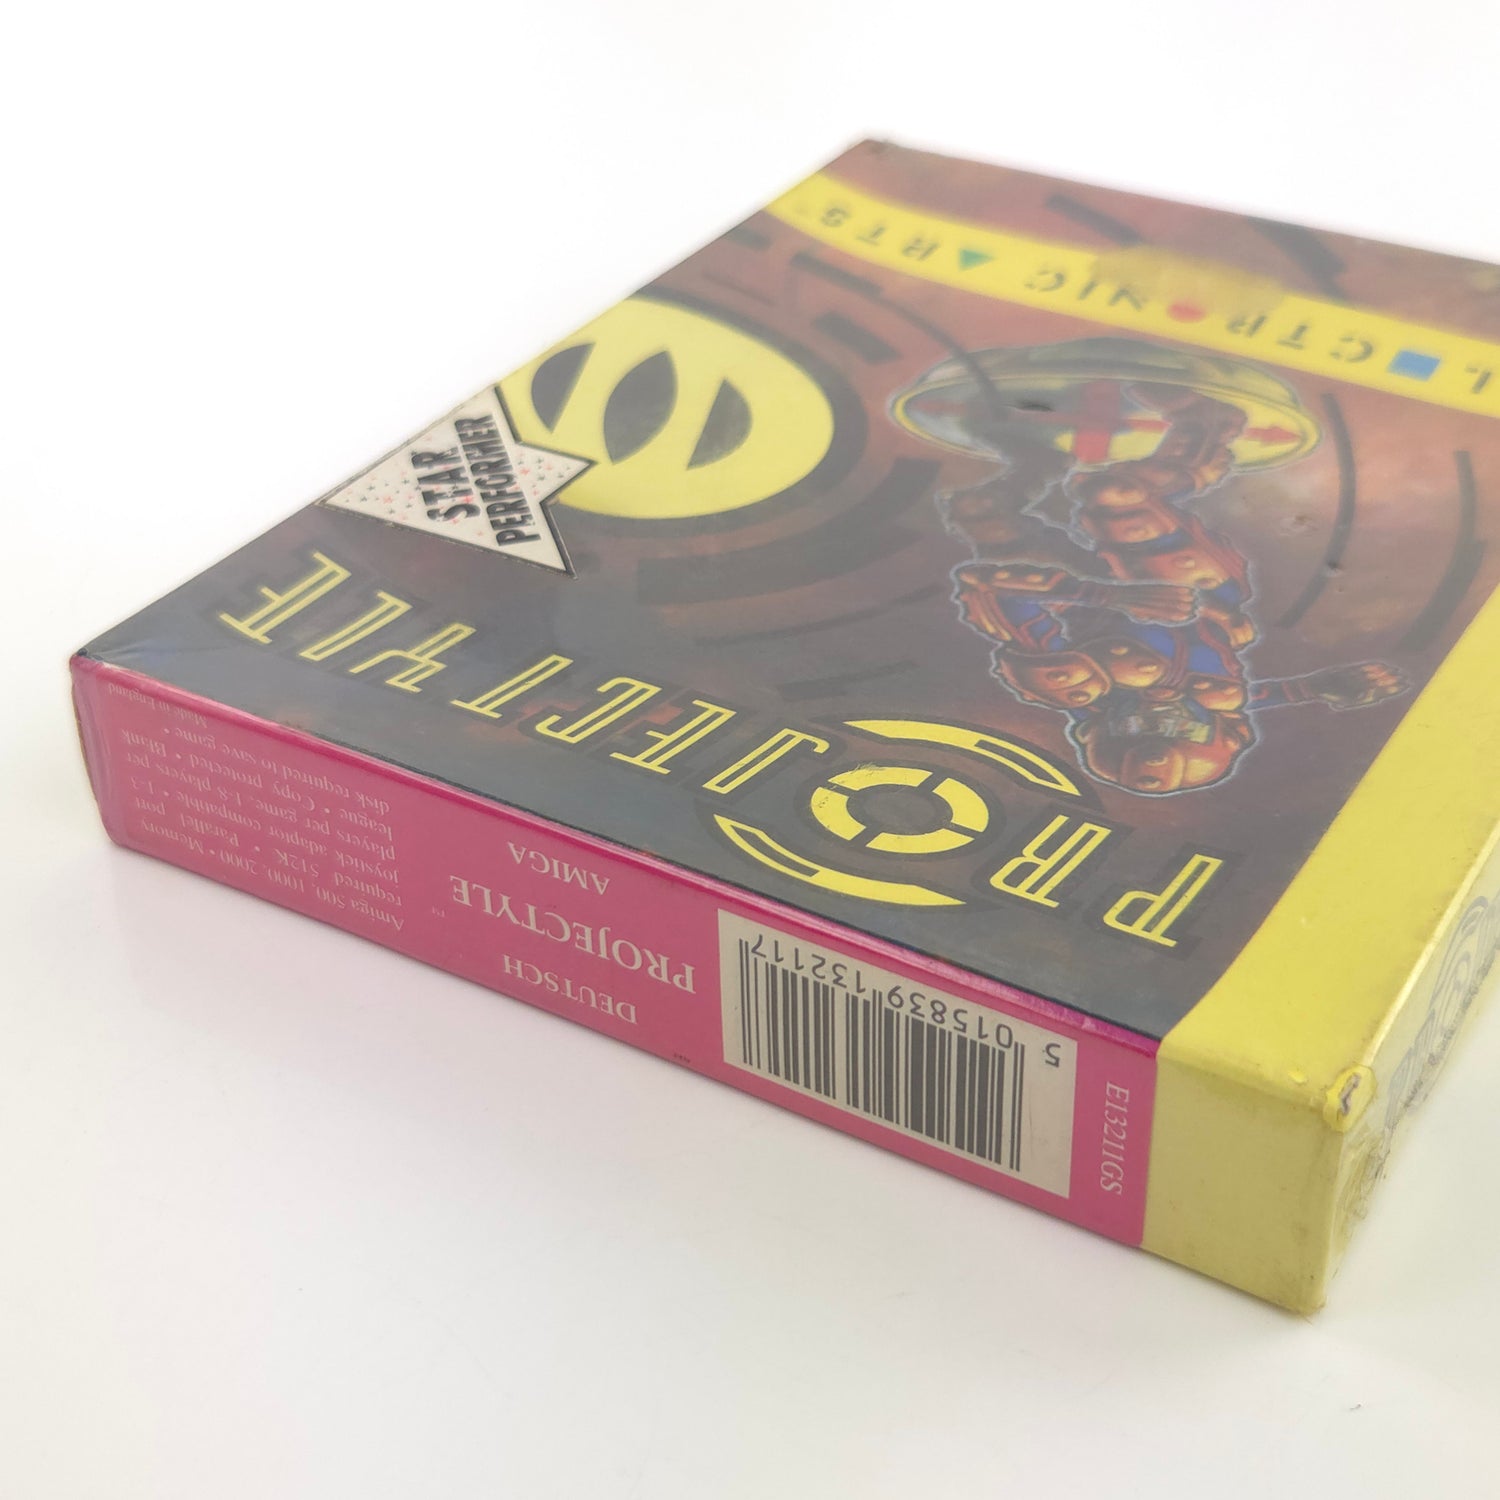 L CTRONIC ARTS
STAR
PERFORMER
PROJECTYLE
Amiga 500, 1000, 2000 • Memory
required 512K • Parallel port
joystick adaptor compatible • 1-3
players per game, 1-8 players per
league • Copy protected • Blank
disk required to save game •
Made in England
AMIGA
PROJECTYLE™
DEUTSCH
5 015839 132117
E13211GS